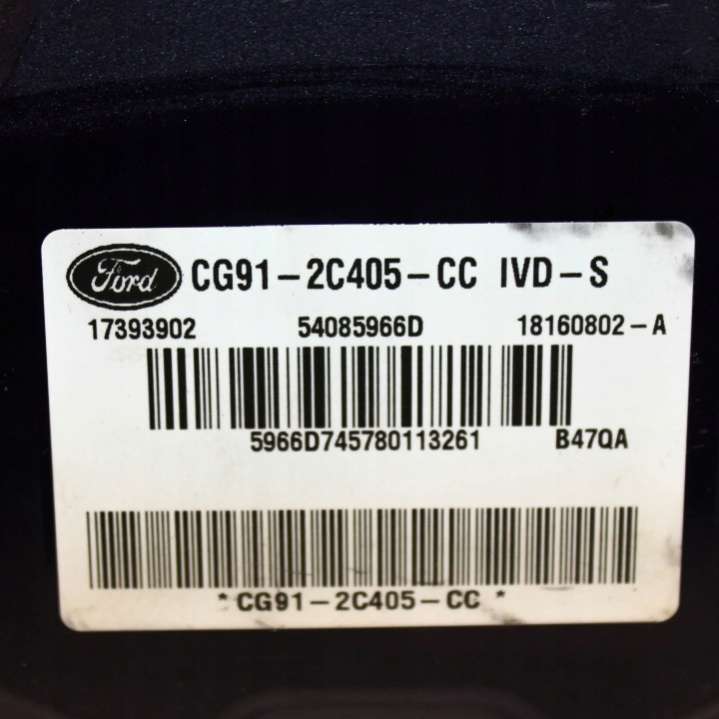 Ford CG91-2C405-CC IVD-S
17393902 54085966D 18160802-A
5966D745780113261 B47QA
*CG91-2C405-CC*